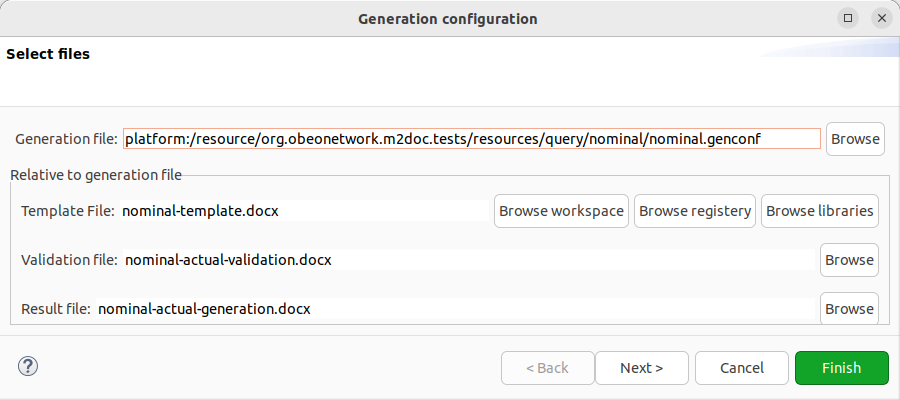 Generation configuration
Select files
Generation file: platform:/resource/org.obeonetwork.m2doc.tests/resources/query/nominal/nominal.genconf Browse
Relative to generation file
Template File: nominal-template.docx Browse workspace Browse registery Browse libraries
Validation file: nominal-actual-validation.docx Browse
Result file: nominal-actual-generation.docx Browse
? < Back Next > Cancel Finish